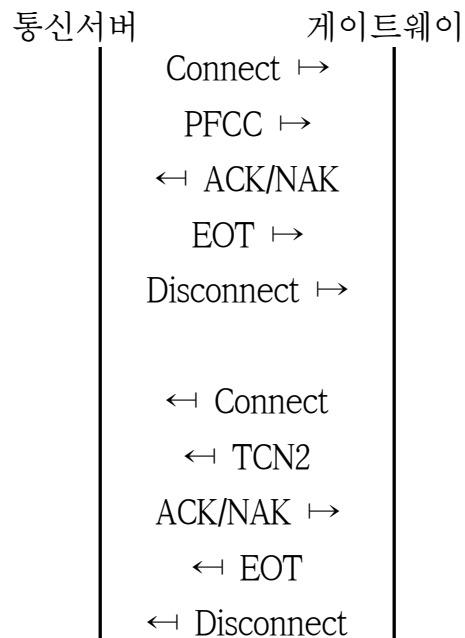 통신서버 게이트웨이
Connect ↦
PFCC ↦
↤ ACK/NAK
EOT ↦
Disconnect ↦
↤ Connect
↤ TCN2
ACK/NAK ↦
↤ EOT
↤ Disconnect